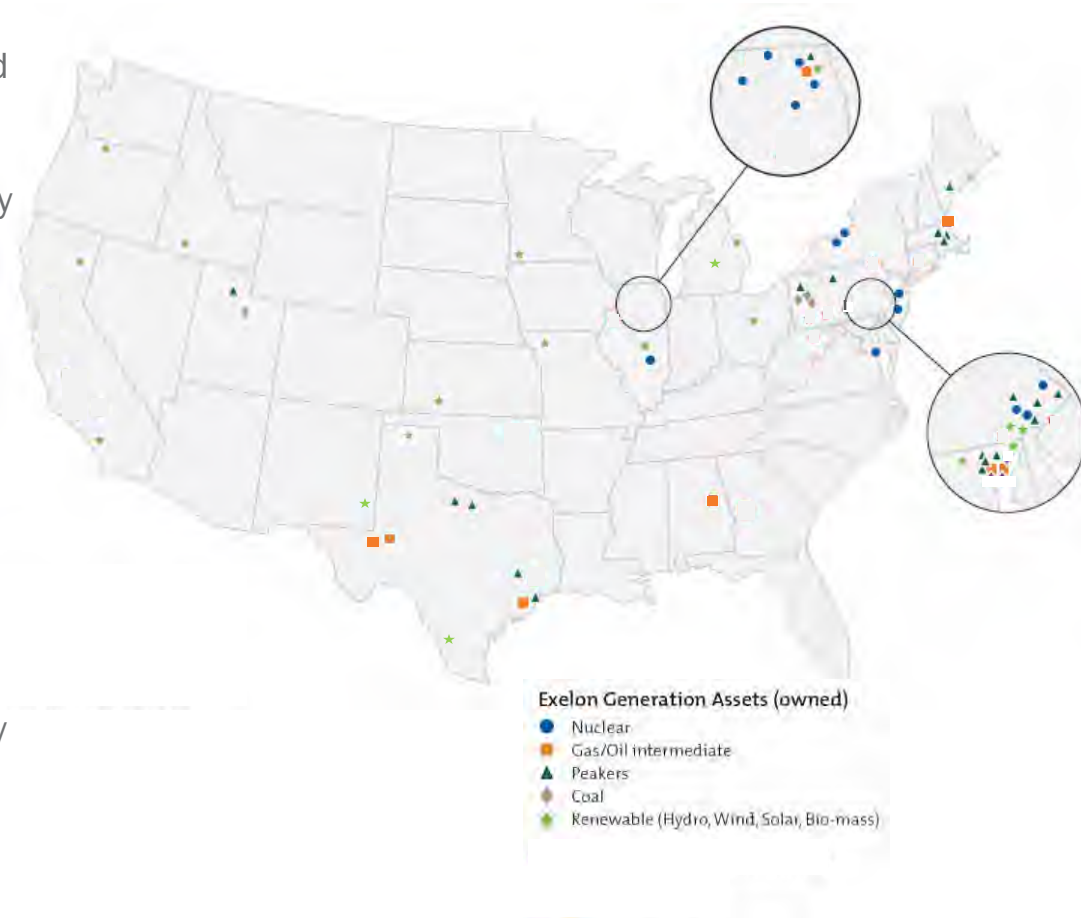 d
y
y
Exelon Generation Assets (owned)
Nuclear
Gas/Oil intermediate
Peakers
Coal
Renewable (Hydro, Wind, Solar, Bio-mass)